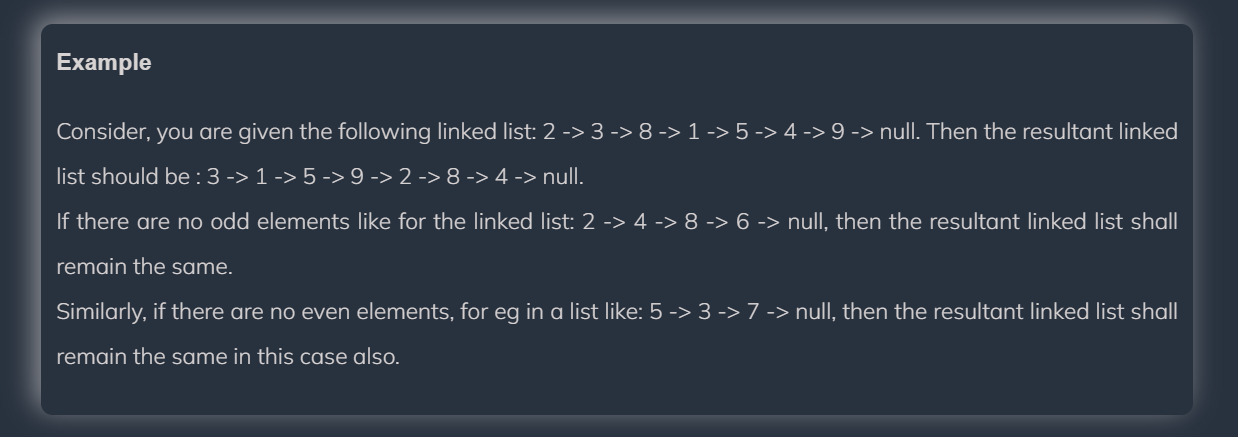 Example
Consider, you are given the following linked list: 2 -> 3 -> 8 -> 1 -> 5 -> 4 -> 9 -> null. Then the resultant linked
list should be : 3 -> 1 -> 5 -> 9 -> 2 -> 8 -> 4 -> null.
If there are no odd elements like for the linked list: 2 -> 4 -> 8 -> 6 -> null, then the resultant linked list shall
remain the same.
Similarly, if there are no even elements, for eg in a list like: 5 -> 3 -> 7 -> null, then the resultant linked list shall
remain the same in this case also.